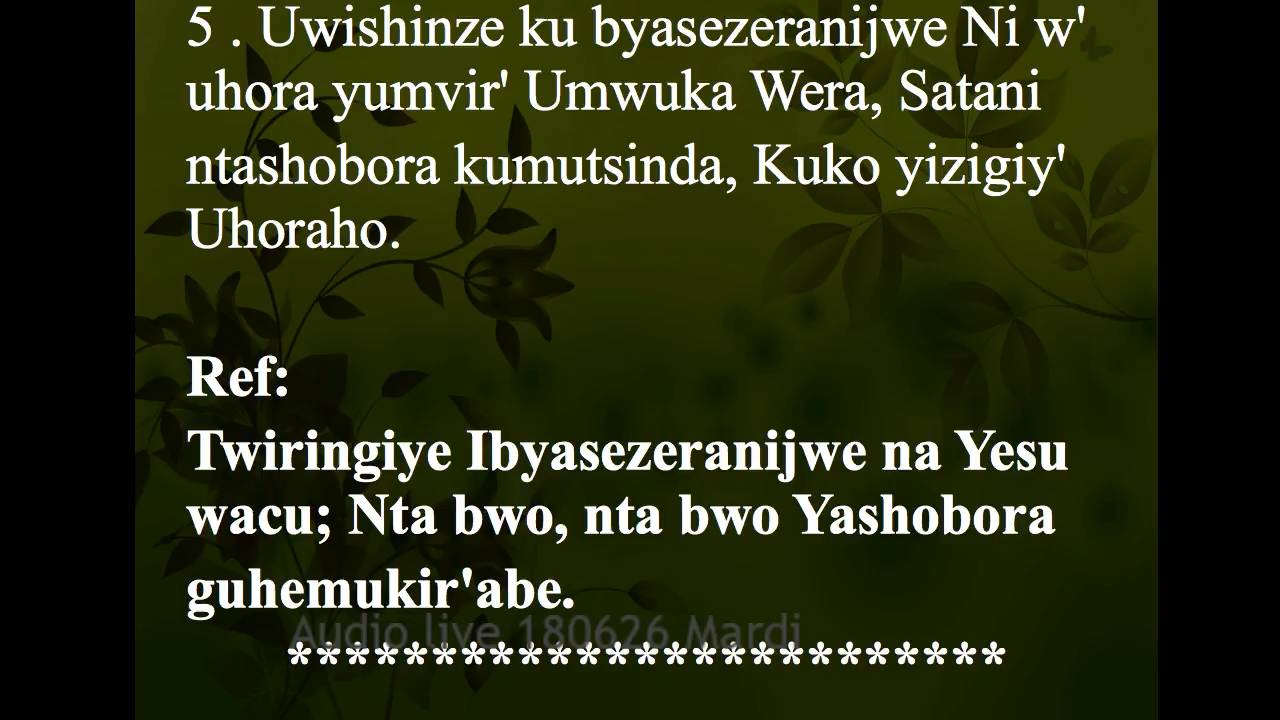 5 . Uwishinze ku byasezeranijwe Ni w'
uhora yumvir' Umwuka Wera, Satani
ntashobora kumutsinda, Kuko yizigiy'
Uhoraho.
Ref:
Twiringiye Ibyasezeranijwe na Yesu
wacu; Nta bwo, nta bwo Yashobora
guhemukir'abe.
Audio live 180626 Mardi
*************************